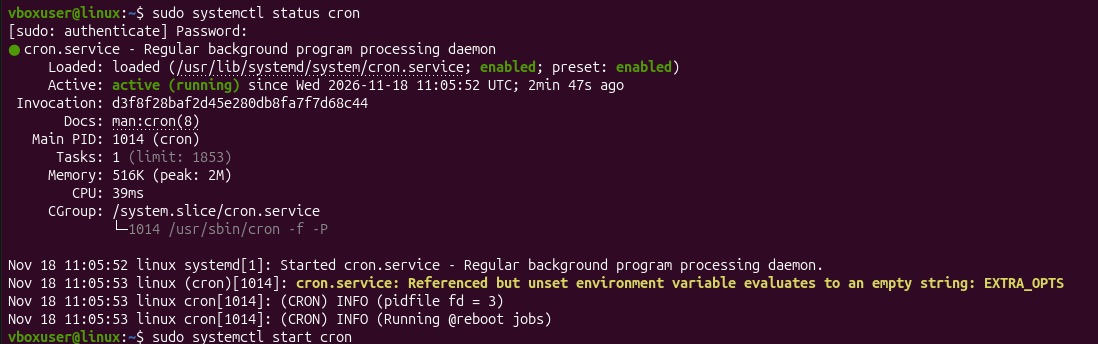 vboxuser@linux:~$ sudo systemctl status cron
[sudo: authenticate] Password:
● cron.service - Regular background program processing daemon
     Loaded: loaded (/usr/lib/systemd/system/cron.service; enabled; preset: enabled)
     Active: active (running) since Wed 2026-11-18 11:05:52 UTC; 2min 47s ago
 Invocation: d3f8f28baf2d45e280db8fa7f7d68c44
       Docs: man:cron(8)
   Main PID: 1014 (cron)
      Tasks: 1 (limit: 1853)
     Memory: 516K (peak: 2M)
        CPU: 39ms
     CGroup: /system.slice/cron.service
             └─1014 /usr/sbin/cron -f -P

Nov 18 11:05:52 linux systemd[1]: Started cron.service - Regular background program processing daemon.
Nov 18 11:05:53 linux (cron)[1014]: cron.service: Referenced but unset environment variable evaluates to an empty string: EXTRA_OPTS
Nov 18 11:05:53 linux cron[1014]: (CRON) INFO (pidfile fd = 3)
Nov 18 11:05:53 linux cron[1014]: (CRON) INFO (Running @reboot jobs)
vboxuser@linux:~$ sudo systemctl start cron